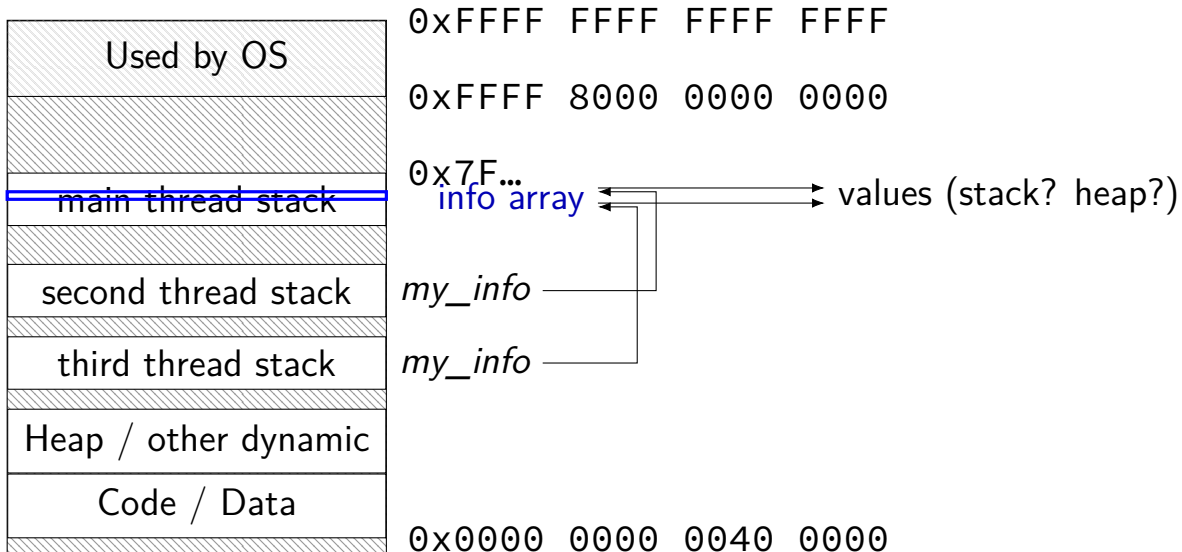 0xFFFF FFFF FFFF FFFF
Used by OS
0xFFFF 8000 0000 0000
0x7F…
main thread stack
info array
values (stack? heap?)
second thread stack
my_info
third thread stack
my_info
Heap / other dynamic
Code / Data
0x0000 0000 0040 0000